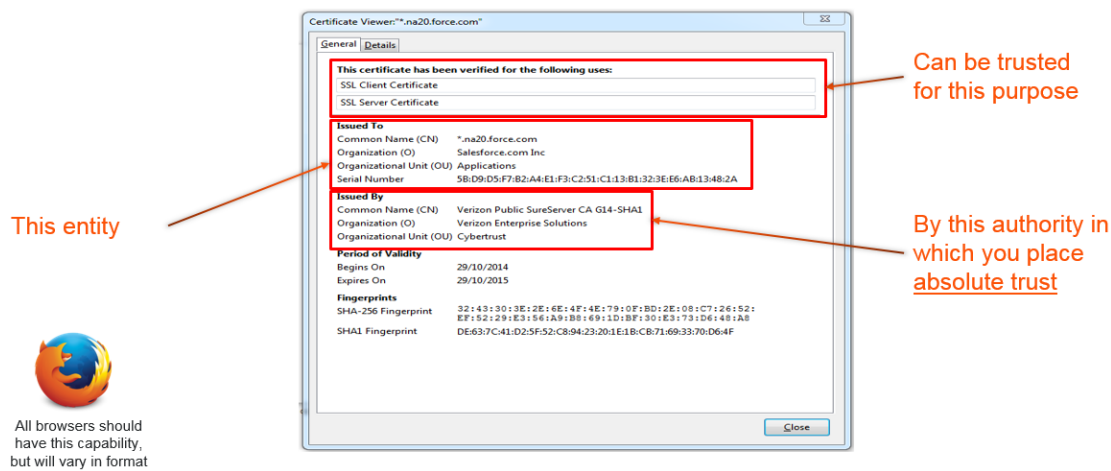 Certificate Viewer:"*.na20.force.com"
General Details
This certificate has been verified for the following uses:
SSL Client Certificate
SSL Server Certificate
Issued To
Common Name (CN) *.na20.force.com
Organization (O) Salesforce.com Inc
Organizational Unit (OU) Applications
Serial Number 5B:D9:D5:F7:B2:A4:E1:F3:C2:51:C1:13:B1:32:3E:E6:AB:13:48:2A
Issued By
Common Name (CN) Verizon Public SureServer CA G14-SHA1
Organization (O) Verizon Enterprise Solutions
Organizational Unit (OU) Cybertrust
Period of Validity
Begins On 29/10/2014
Expires On 29/10/2015
Fingerprints
SHA-256 Fingerprint 32:43:30:3E:2E:6E:4F:4E:79:0F:BD:2E:08:C7:26:52:
EF:52:29:E3:56:A9:B8:69:1D:BF:30:E3:73:D6:48:A8
SHA1 Fingerprint DE:63:7C:41:D2:5F:52:C8:94:23:20:1E:1B:CB:71:69:33:70:D6:4F
Close
Can be trusted
for this purpose
This entity
By this authority in
which you place
absolute trust
All browsers should
have this capability,
but will vary in format